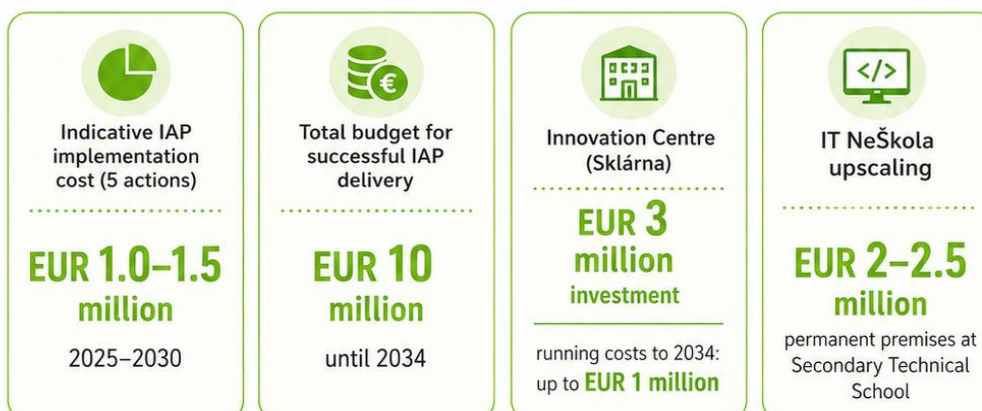 Indicative IAP
implementation
cost (5 actions)
EUR 1.0–1.5
million
2025–2030
€
Total budget for
successful IAP
delivery
EUR 10
million
until 2034
Innovation Centre
(Sklárna)
EUR 3
million
investment
running costs to 2034:
up to EUR 1 million
</>
IT NeŠkola
upscaling
EUR 2–2.5
million
permanent premises at
Secondary Technical
School